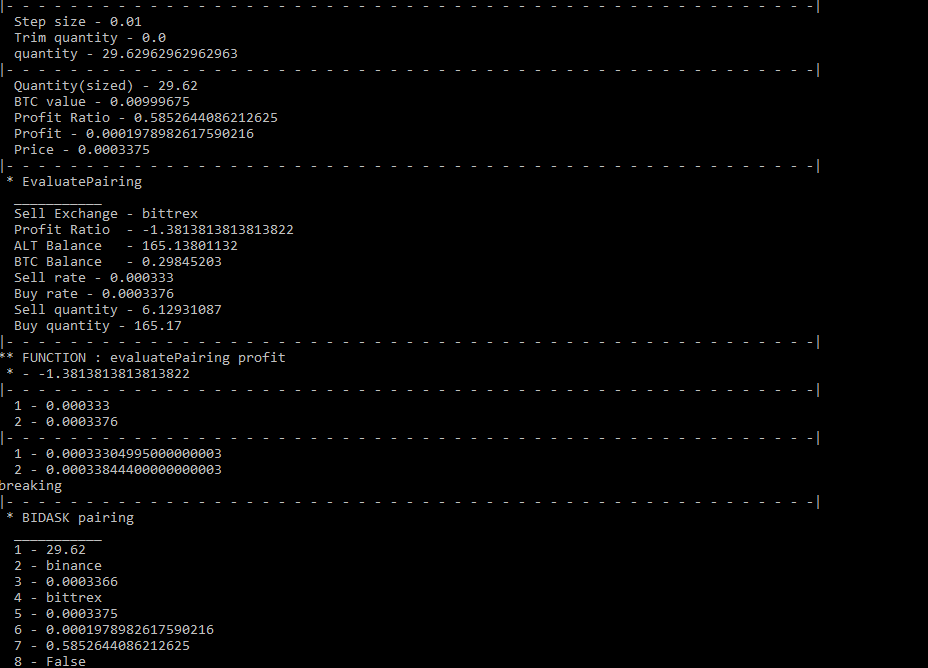 |- - - - - - - - - - - - - - - - - - - - - - - - - - - - - - - - - - - - - - - - - - - - - - - - - - -|
Step size - 0.01
Trim quantity - 0.0
quantity - 29.62962962962963
|- - - - - - - - - - - - - - - - - - - - - - - - - - - - - - - - - - - - - - - - - - - - - - - - - - -|
Quantity(sized) - 29.62
BTC value - 0.00999675
Profit Ratio - 0.5852644086212625
Profit - 0.0001978982617590216
Price - 0.0003375
|- - - - - - - - - - - - - - - - - - - - - - - - - - - - - - - - - - - - - - - - - - - - - - - - - - -|
* EvaluatePairing
___________
Sell Exchange - bittrex
Profit Ratio  - -1.3813813813813822
ALT Balance   - 165.13801132
BTC Balance   - 0.29845203
Sell rate - 0.000333
Buy rate - 0.0003376
Sell quantity - 6.12931087
Buy quantity - 165.17
|- - - - - - - - - - - - - - - - - - - - - - - - - - - - - - - - - - - - - - - - - - - - - - - - - - -|
** FUNCTION : evaluatePairing profit
* - -1.3813813813813822
|- - - - - - - - - - - - - - - - - - - - - - - - - - - - - - - - - - - - - - - - - - - - - - - - - - -|
1 - 0.000333
2 - 0.0003376
|- - - - - - - - - - - - - - - - - - - - - - - - - - - - - - - - - - - - - - - - - - - - - - - - - - -|
1 - 0.00033304995000000003
2 - 0.00033844400000000003
breaking
|- - - - - - - - - - - - - - - - - - - - - - - - - - - - - - - - - - - - - - - - - - - - - - - - - - -|
* BIDASK pairing
___________
1 - 29.62
2 - binance
3 - 0.0003366
4 - bittrex
5 - 0.0003375
6 - 0.0001978982617590216
7 - 0.5852644086212625
8 - False